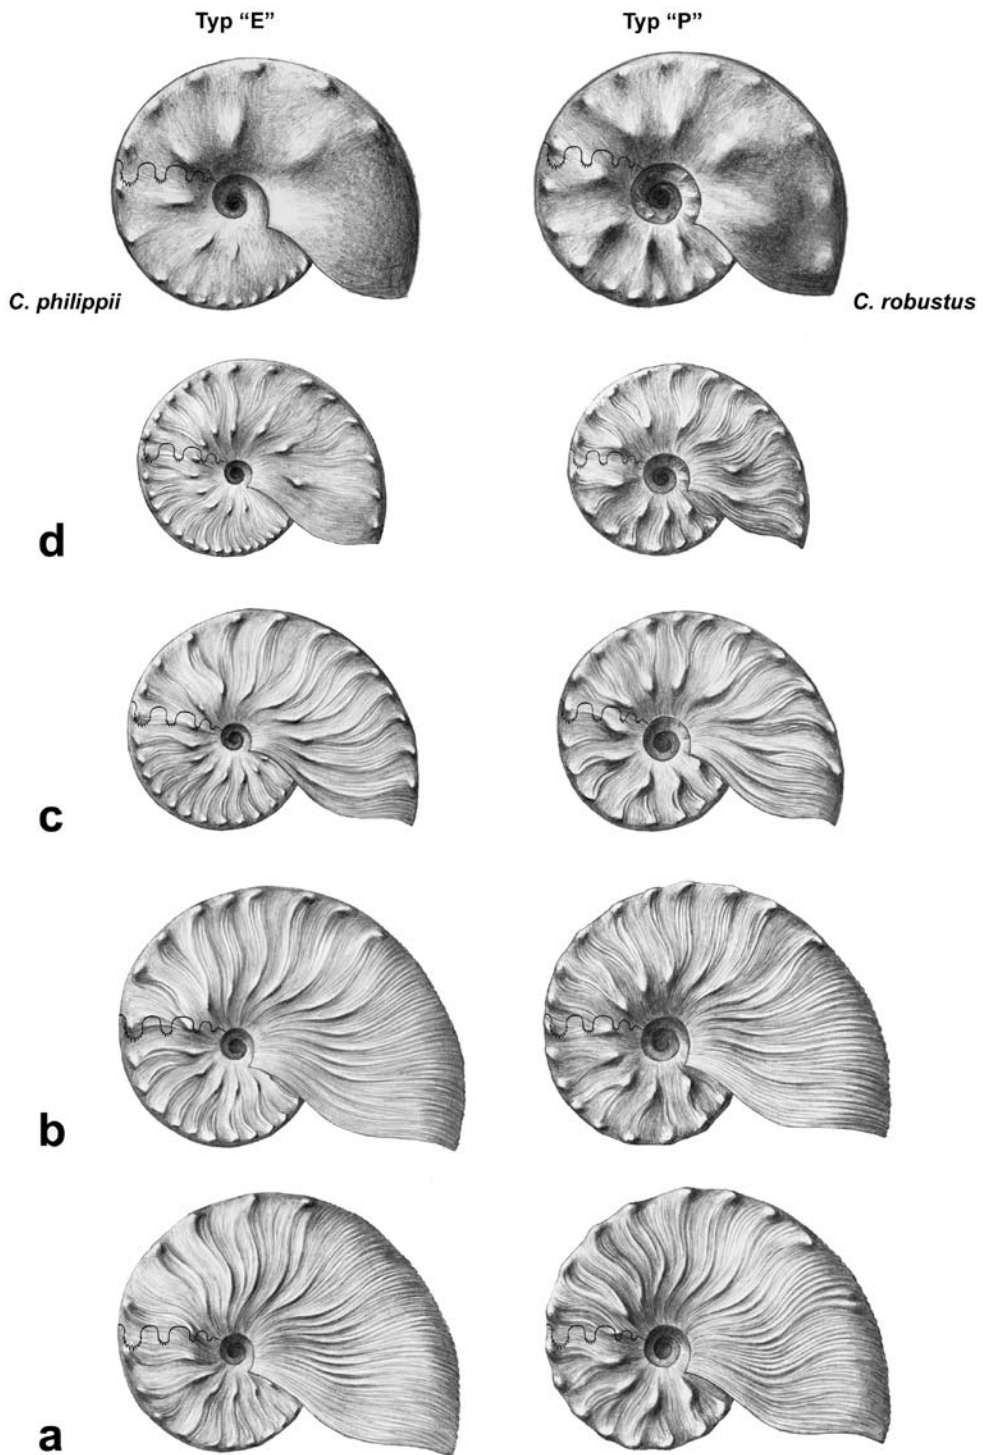 Typ “E”
Typ “P”
C. philippii
C. robustus
d
c
b
a